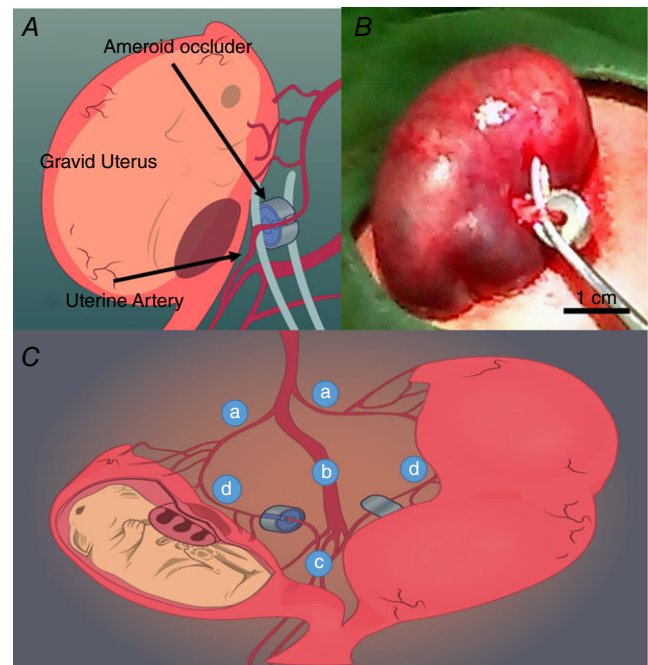 A
Ameroid occluder
Gravid Uterus
Uterine Artery
B
1 cm
C
a
a
b
d
d
c